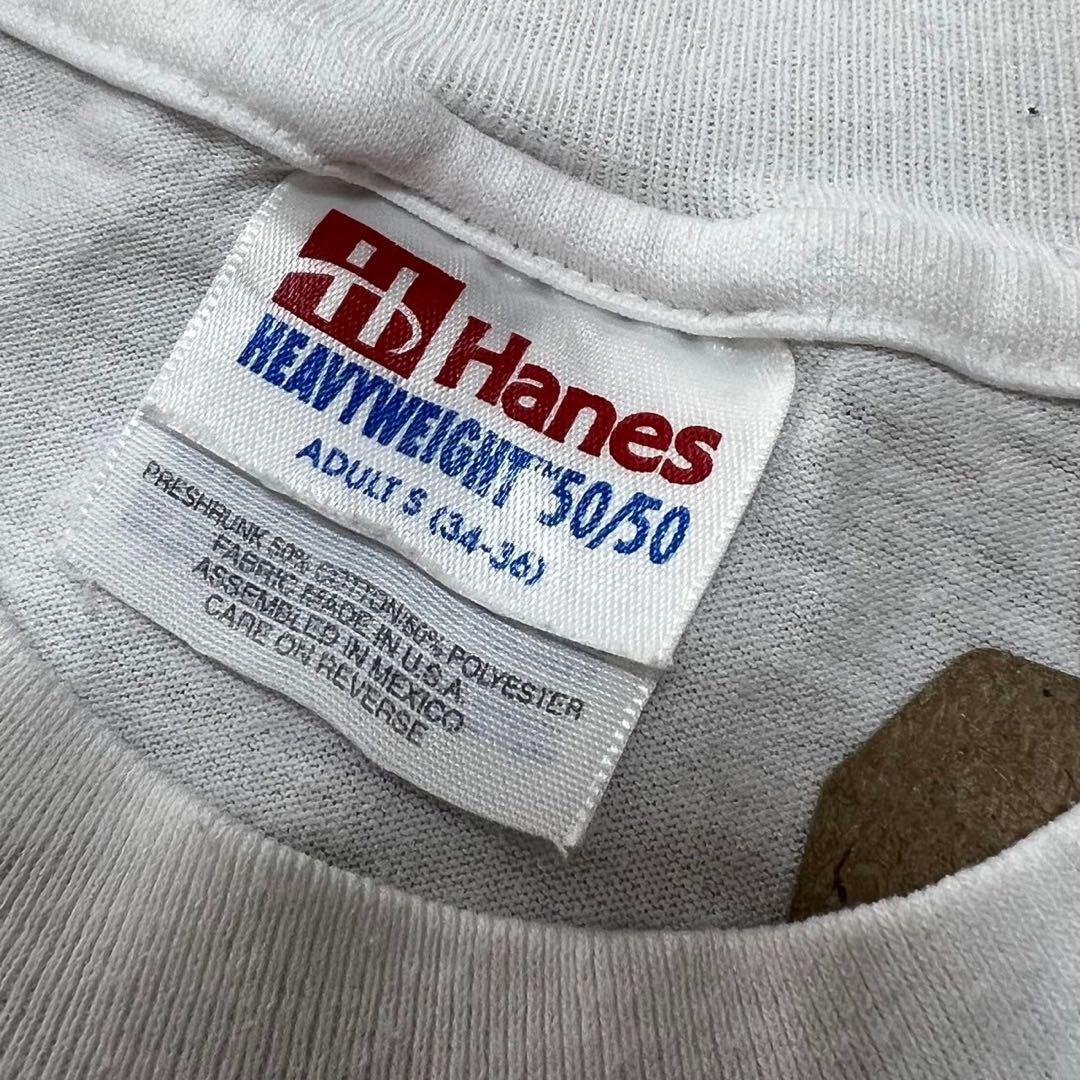 Hanes
HEAVYWEIGHT™ 50/50
ADULT S (34-36)
PRESHRUNK 50% COTTON/50% POLYESTER
FABRIC MADE IN U.S.A.
ASSEMBLED IN MEXICO
CARE ON REVERSE